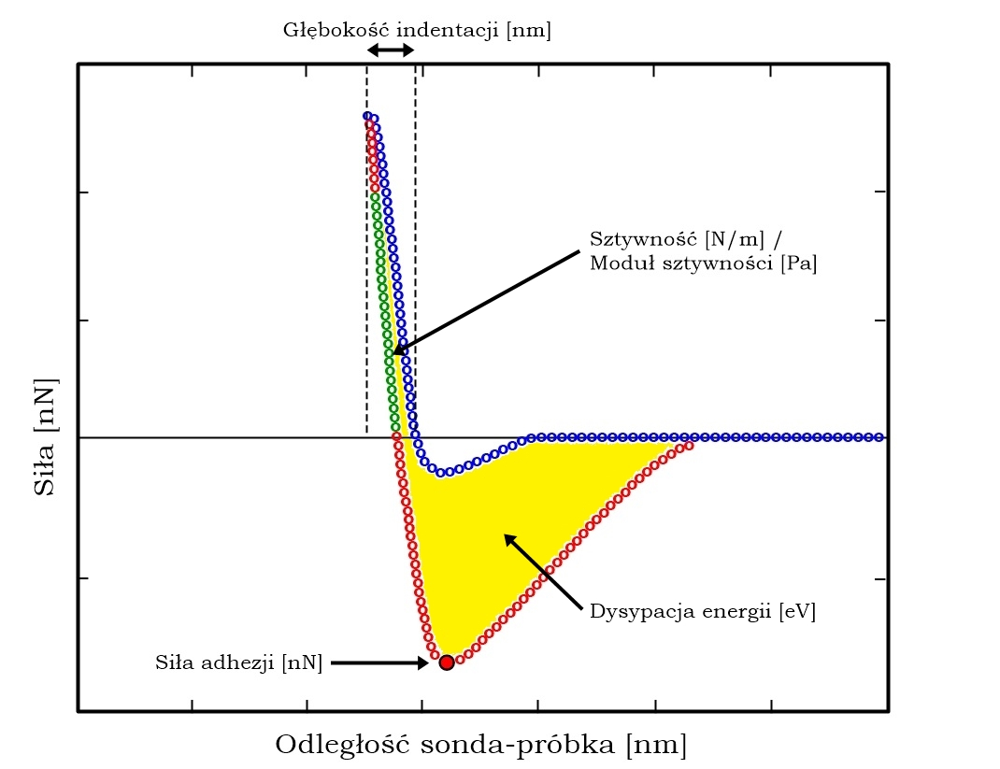 Głębokość indentacji [nm]
Sztywność [N/m] /
Moduł sztywności [Pa]
Siła [nN]
Dysypacja energii [eV]
Siła adhezji [nN]
Odległość sonda-próbka [nm]